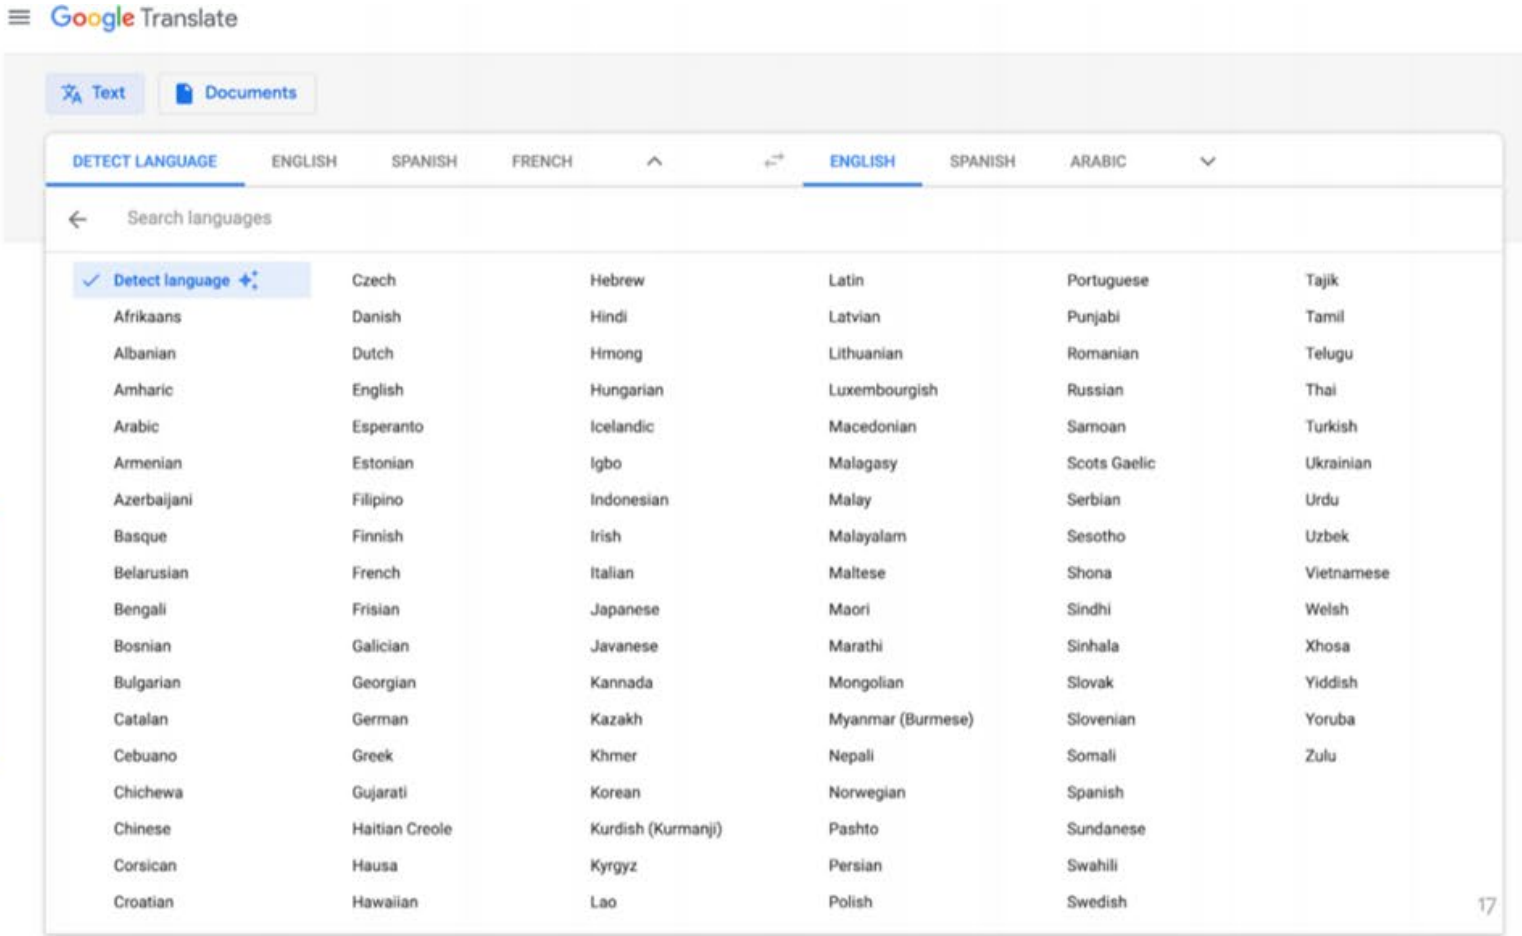 Google Translate
Text Documents
DETECT LANGUAGE ENGLISH SPANISH FRENCH ENGLISH SPANISH ARABIC
Search languages
Detect language Czech Hebrew Latin Portuguese Tajik
Afrikaans Danish Hindi Latvian Punjabi Tamil
Albanian Dutch Hmong Lithuanian Romanian Telugu
Amharic English Hungarian Luxembourgish Russian Thai
Arabic Esperanto Icelandic Macedonian Samoan Turkish
Armenian Estonian Igbo Malagasy Scots Gaelic Ukrainian
Azerbaijani Filipino Indonesian Malay Serbian Urdu
Basque Finnish Irish Malayalam Sesotho Uzbek
Belarusian French Italian Maltese Shona Vietnamese
Bengali Frisian Japanese Maori Sindhi Welsh
Bosnian Galician Javanese Marathi Sinhala Xhosa
Bulgarian Georgian Kannada Mongolian Slovak Yiddish
Catalan German Kazakh Myanmar (Burmese) Slovenian Yoruba
Cebuano Greek Khmer Nepali Somali Zulu
Chichewa Gujarati Korean Norwegian Spanish
Chinese Haitian Creole Kurdish (Kurmanji) Pashto Sundanese
Corsican Hausa Kyrgyz Persian Swahili
Croatian Hawaiian Lao Polish Swedish
17